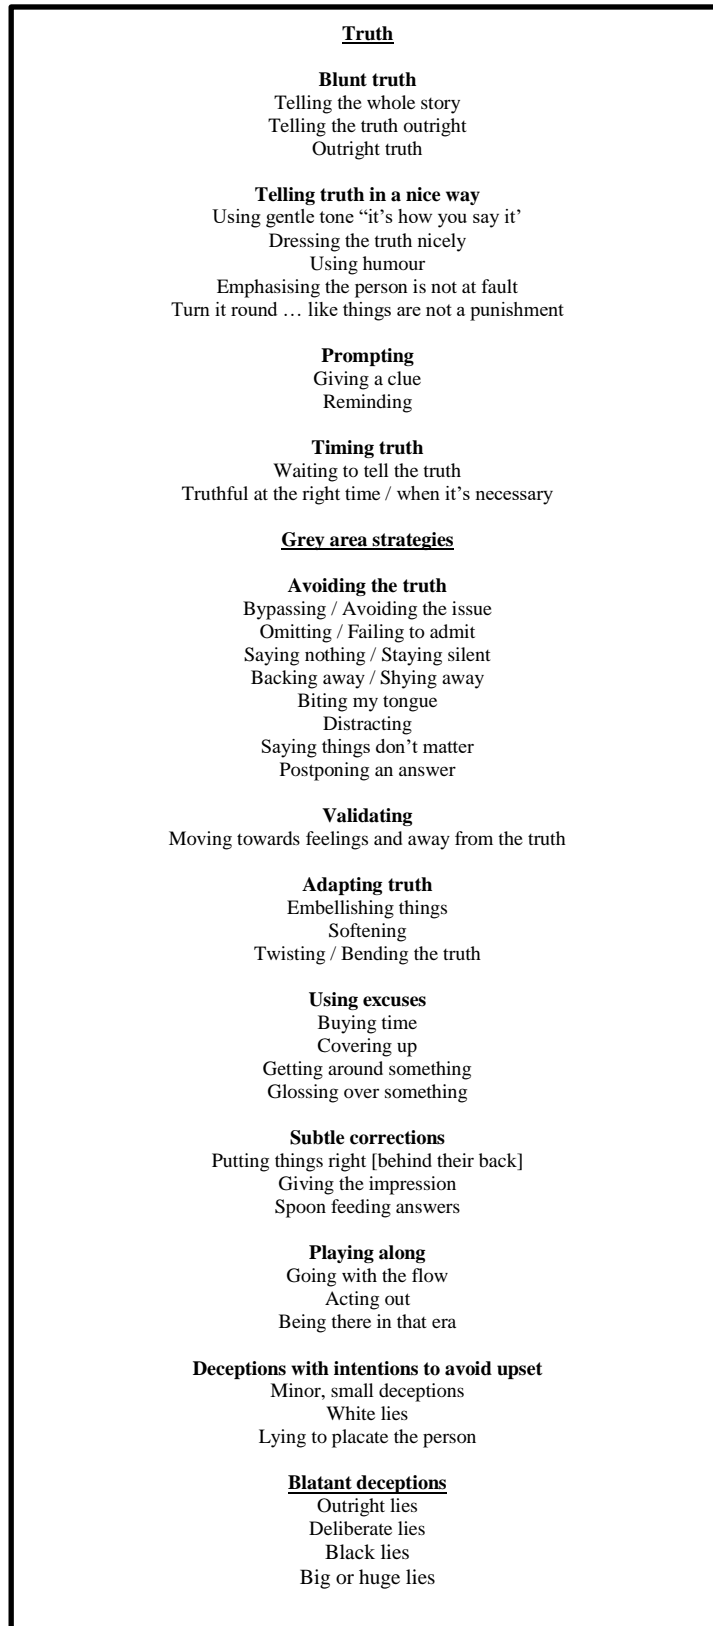 Truth
Blunt truth
Telling the whole story
Telling the truth outright
Outright truth
Telling truth in a nice way
Using gentle tone “it’s how you say it’
Dressing the truth nicely
Using humour
Emphasising the person is not at fault
Turn it round … like things are not a punishment
Prompting
Giving a clue
Reminding
Timing truth
Waiting to tell the truth
Truthful at the right time / when it’s necessary
Grey area strategies
Avoiding the truth
Bypassing / Avoiding the issue
Omitting / Failing to admit
Saying nothing / Staying silent
Backing away / Shying away
Biting my tongue
Distracting
Saying things don’t matter
Postponing an answer
Validating
Moving towards feelings and away from the truth
Adapting truth
Embellishing things
Softening
Twisting / Bending the truth
Using excuses
Buying time
Covering up
Getting around something
Glossing over something
Subtle corrections
Putting things right [behind their back]
Giving the impression
Spoon feeding answers
Playing along
Going with the flow
Acting out
Being there in that era
Deceptions with intentions to avoid upset
Minor, small deceptions
White lies
Lying to placate the person
Blatant deceptions
Outright lies
Deliberate lies
Black lies
Big or huge lies